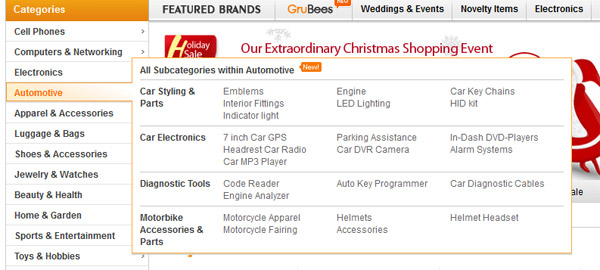 Categories
FEATURED BRANDS GruBees NEW Weddings & Events Novelty Items Electronics
Cell Phones
Computers & Networking
Electronics
Automotive
Apparel & Accessories
Luggage & Bags
Shoes & Accessories
Jewelry & Watches
Beauty & Health
Home & Garden
Sports & Entertainment
Toys & Hobbies
Holiday
Sale
Our Extraordinary Christmas Shopping Event
All Subcategories within Automotive New!
Car Styling & Parts
Emblems Engine Car Key Chains
Interior Fittings LED Lighting HID kit
Indicator light
Car Electronics
7 inch Car GPS Parking Assistance In-Dash DVD-Players
Headrest Car Radio Car DVR Camera Alarm Systems
Car MP3 Player
Diagnostic Tools
Code Reader Auto Key Programmer Car Diagnostic Cables
Engine Analyzer
Motorbike
Accessories &
Parts
Motorcycle Apparel Helmets Helmet Headset
Motorcycle Fairing Accessories
ale